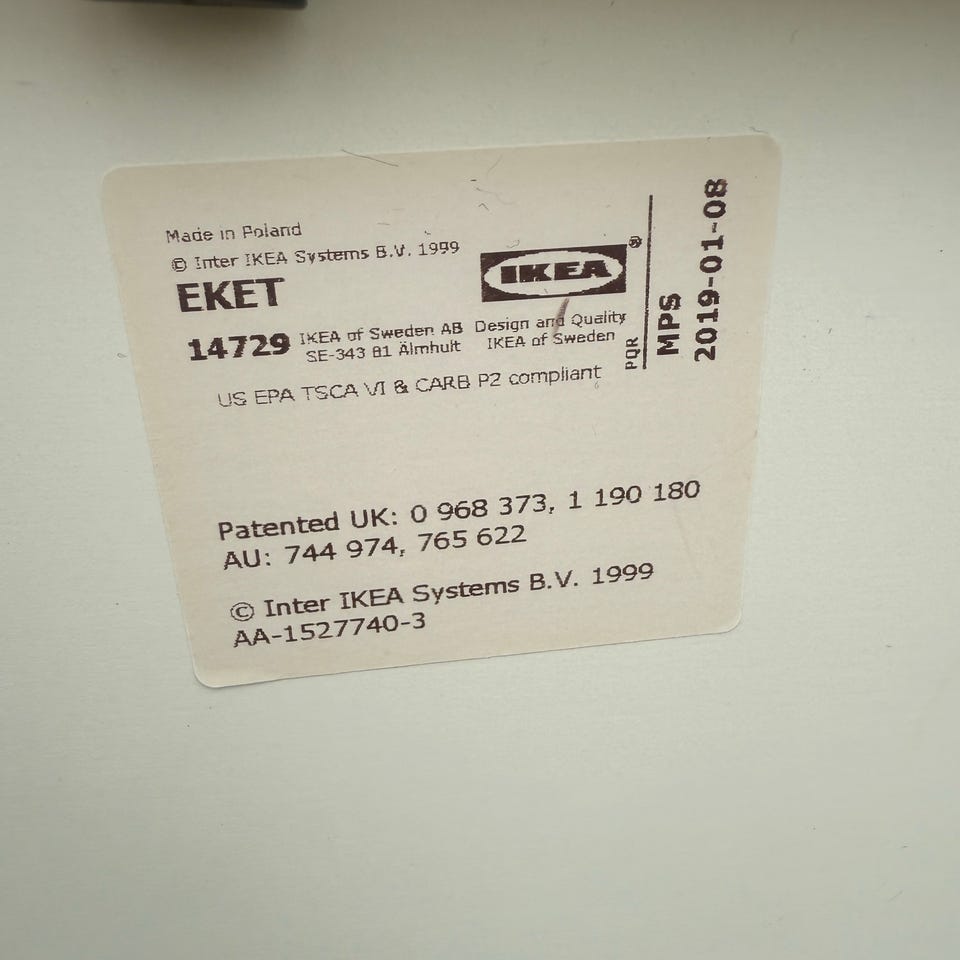 Made in Poland
© Inter IKEA Systems B.V. 1999
EKET
IKEA®
14729
IKEA of Sweden AB
SE-343 81 Älmhult
Design and Quality
IKEA of Sweden
PQR
MPS
2019-01-08
US EPA TSCA VI & CARB P2 compliant
Patented UK: 0 968 373, 1 190 180
AU: 744 974, 765 622
© Inter IKEA Systems B.V. 1999
AA-1527740-3